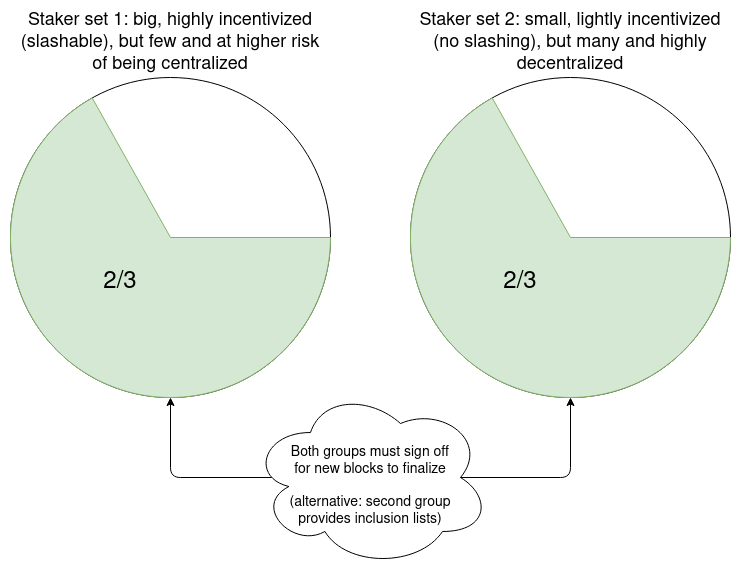 Staker set 1: big, highly incentivized
(slashable), but few and at higher risk
of being centralized
Staker set 2: small, lightly incentivized
(no slashing), but many and highly
decentralized
2/3
2/3
Both groups must sign off
for new blocks to finalize
(alternative: second group
provides inclusion lists)